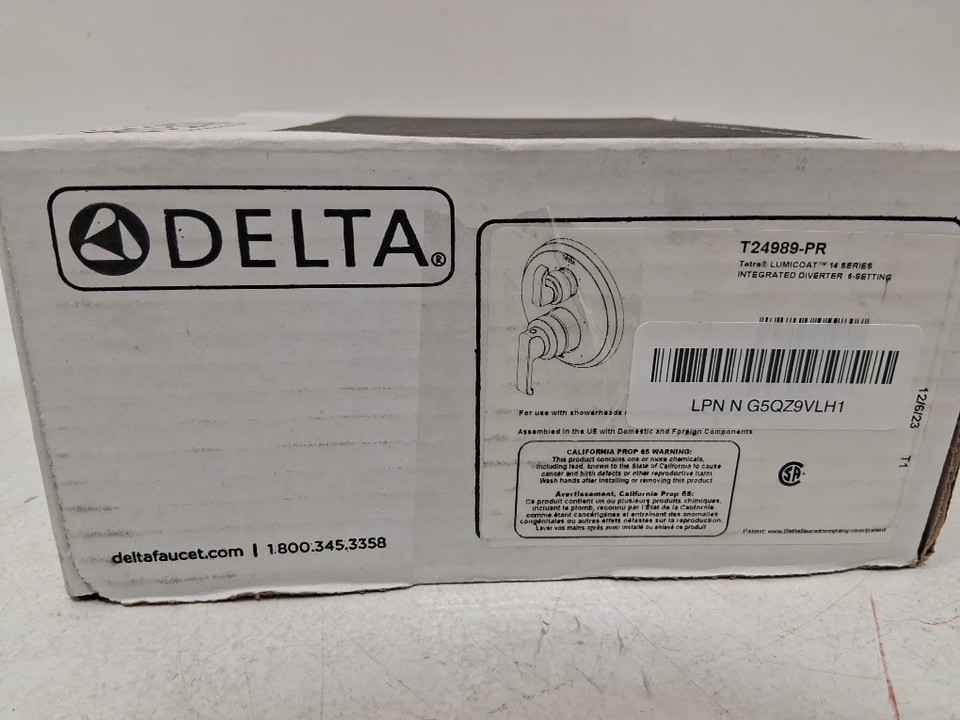 DELTA®
T24989-PR
Tetra® LUMICOAT™ 14 SERIES
INTEGRATED DIVERTER 6-SETTING
LPN N G5QZ9VLH1
12/6/23
T1
For use with showerheads
Assembled in the US with Domestic and Foreign Components
CALIFORNIA PROP 65 WARNING:
This product contains one or more chemicals,
including lead, known to the State of California to cause
cancer and birth defects or other reproductive harm.
Wash hands after installing or removing this product
Avertissement, California Prop 65:
Ce produit contient un ou plusieurs produits chimiques,
incluant le plomb, reconnu par l'État de la California
comme étant cancérigènes et entraînant des anomalies
congénitales ou autres effets néfastes sur la reproduction.
Laver vos mains après avoir installé ou enlevé ce produit
SA
Patent: www.Deltafaucetcompany.com/patent
deltafaucet.com | 1.800.345.3358